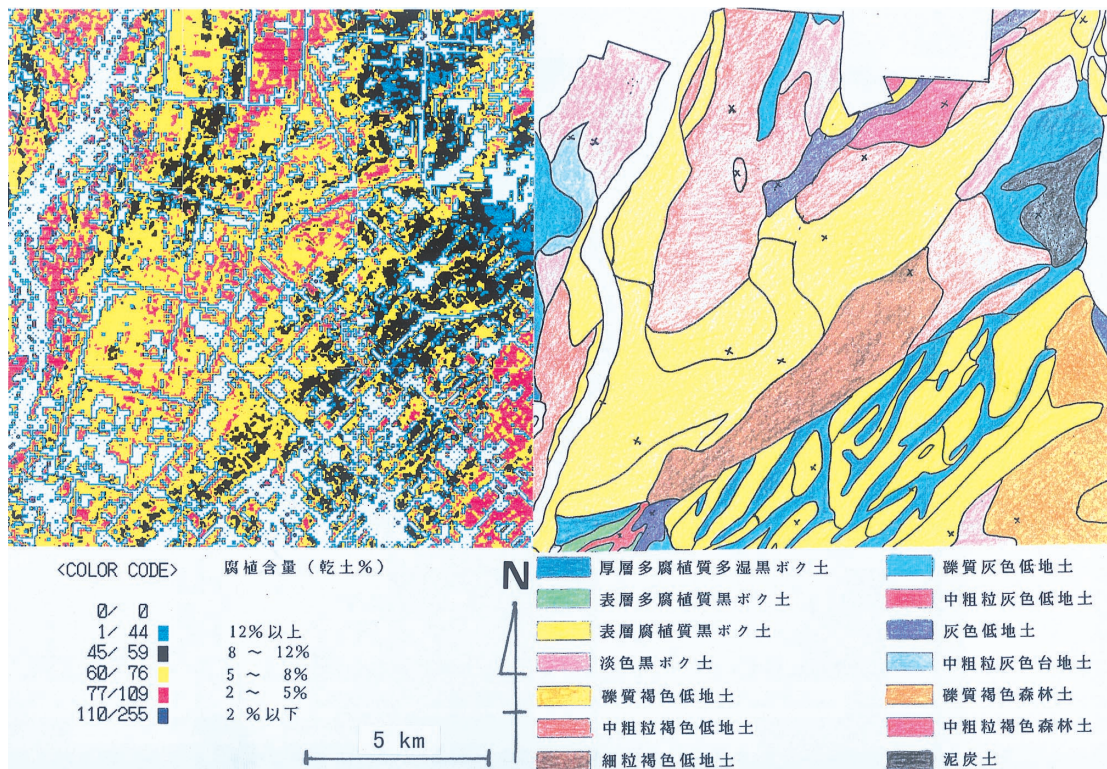 <COLOR CODE> 腐植含量（乾土%）
0/ 0
1/ 44 12%以上
45/ 59 8 ～ 12%
60/ 76 5 ～ 8%
77/109 2 ～ 5%
110/255 2 %以下
5 km
N
厚層多腐植質多湿黒ボク土
表層多腐植質黒ボク土
表層腐植質黒ボク土
淡色黒ボク土
礫質褐色低地土
中粗粒褐色低地土
細粒褐色低地土
礫質灰色低地土
中粗粒灰色低地土
灰色低地土
中粗粒灰色台地土
礫質褐色森林土
中粗粒褐色森林土
泥炭土